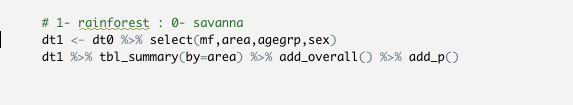 # 1- rainforest : 0- savanna
dt1 <- dt0 %>% select(mf,area,agegrp,sex)
dt1 %>% tbl_summary(by=area) %>% add_overall() %>% add_p()